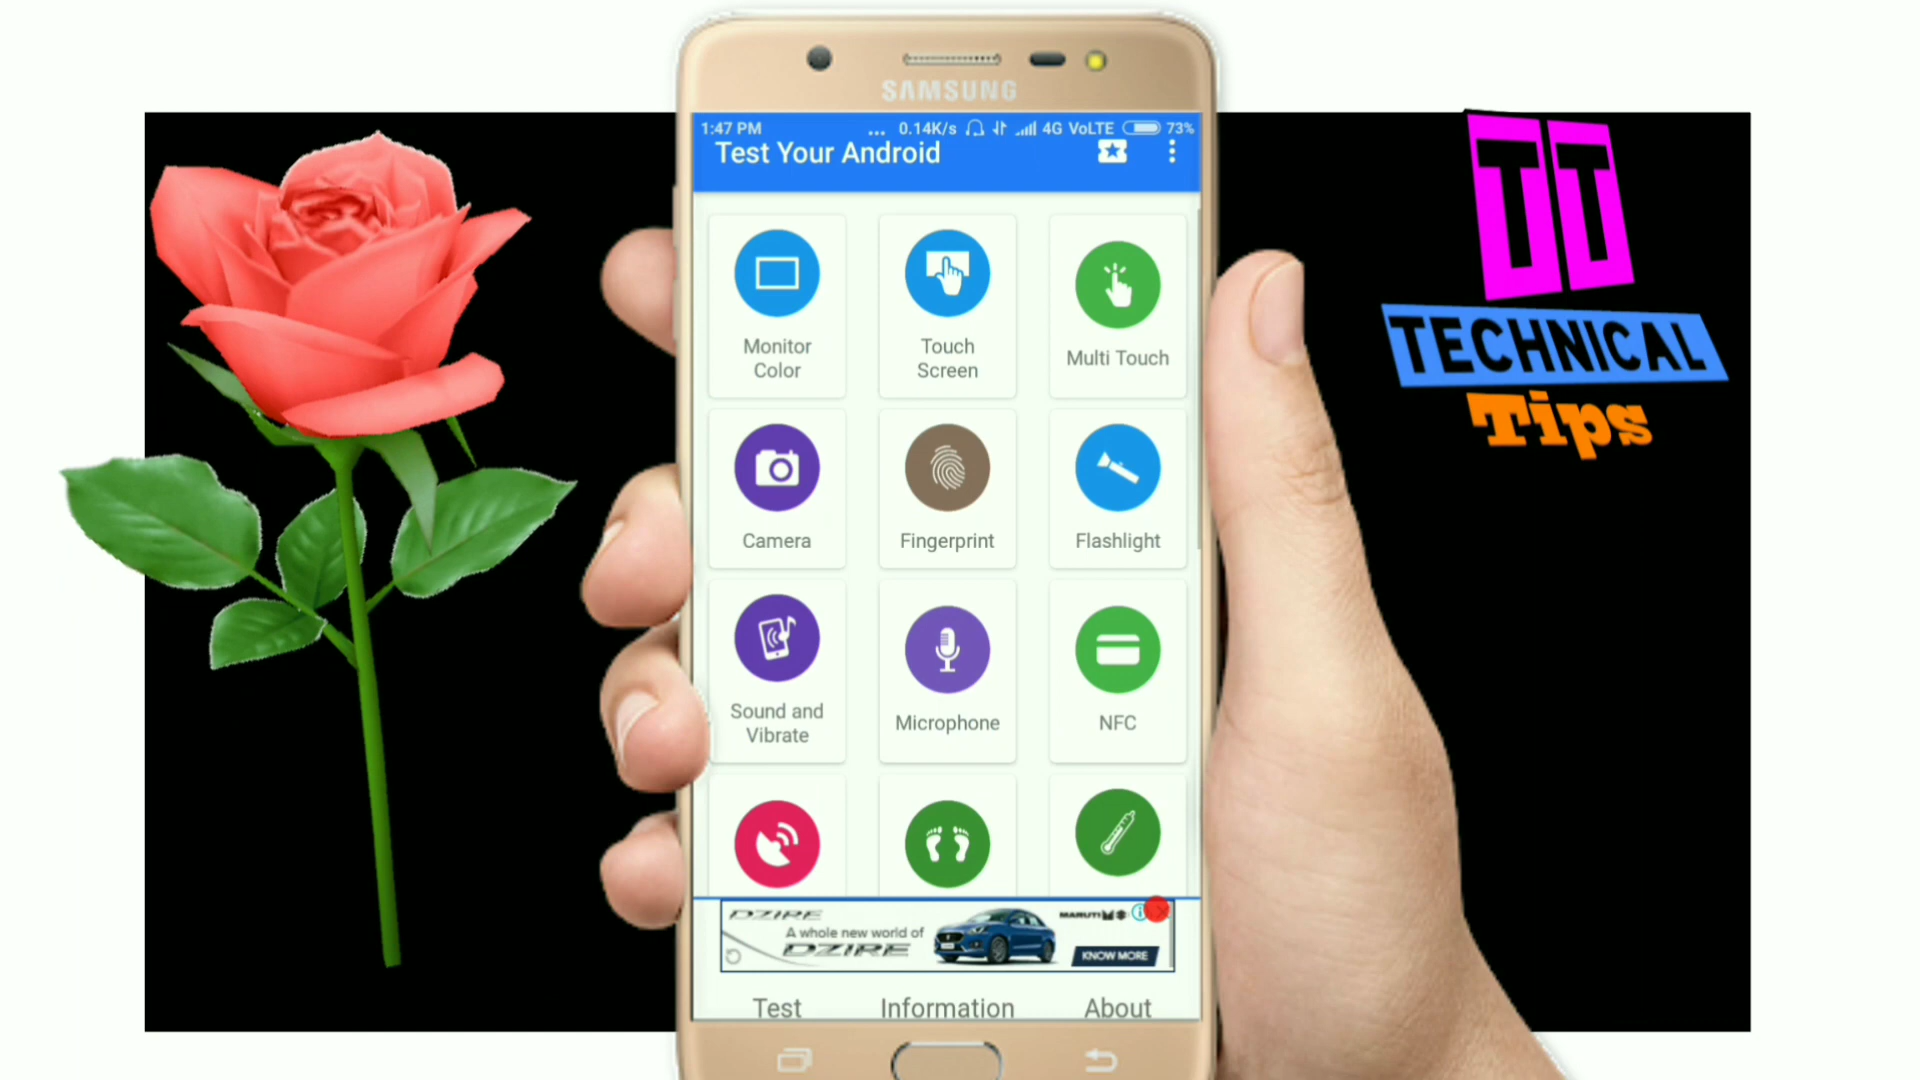 SAMSUNG
1:47 PM ... 0.14K/s 4G VoLTE 73%
Test Your Android
Monitor Color
Touch Screen
Multi Touch
Camera
Fingerprint
Flashlight
Sound and Vibrate
Microphone
NFC
DZIRE
A whole new world of
DZIRE
MARUTI
KNOW MORE
Test
Information
About
TT
TECHNICAL
Tips